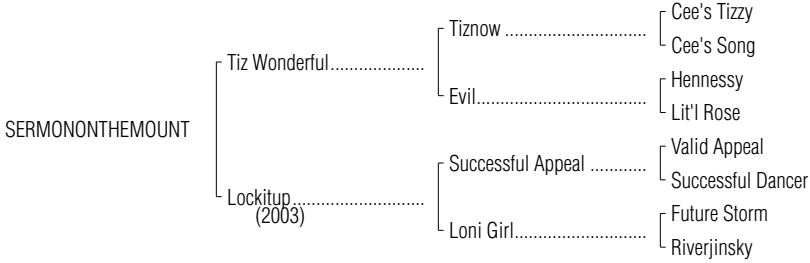 Cee's Tizzy
Tiznow ..............................
Cee's Song
Tiz Wonderful....................
Hennessy
Evil....................................
Lit'l Rose
SERMONONTHEMOUNT
Valid Appeal
Successful Appeal ............
Successful Dancer
Lockitup............................
(2003)
Future Storm
Loni Girl............................
Riverjinsky